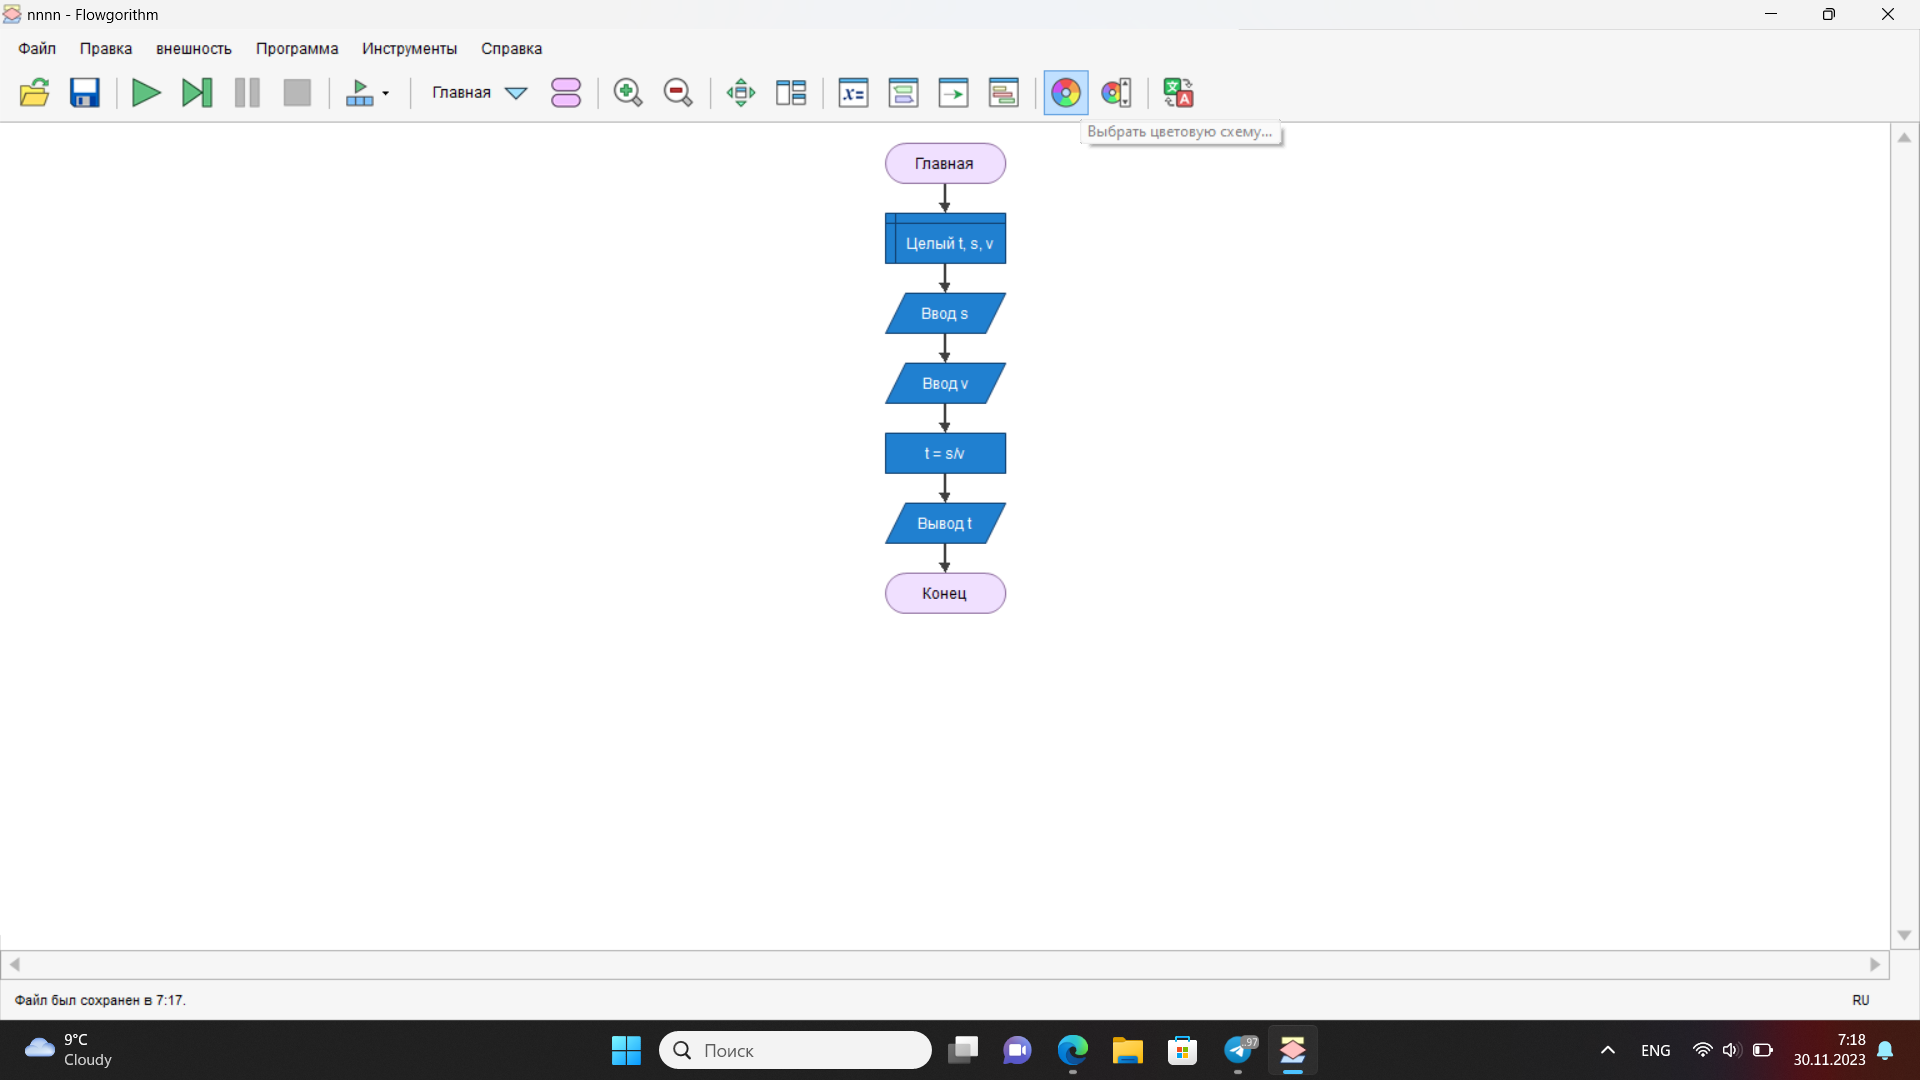 nnnn - Flowgorithm
Файл Правка внешность Программа Инструменты Справка
Главная
x=
文 A
Выбрать цветовую схему...
Главная
Целый t, s, v
Ввод s
Ввод v
t = s/v
Вывод t
Конец
Файл был сохранен в 7:17.
RU
9°C
Cloudy
Поиск
..97
ENG
7:18
30.11.2023